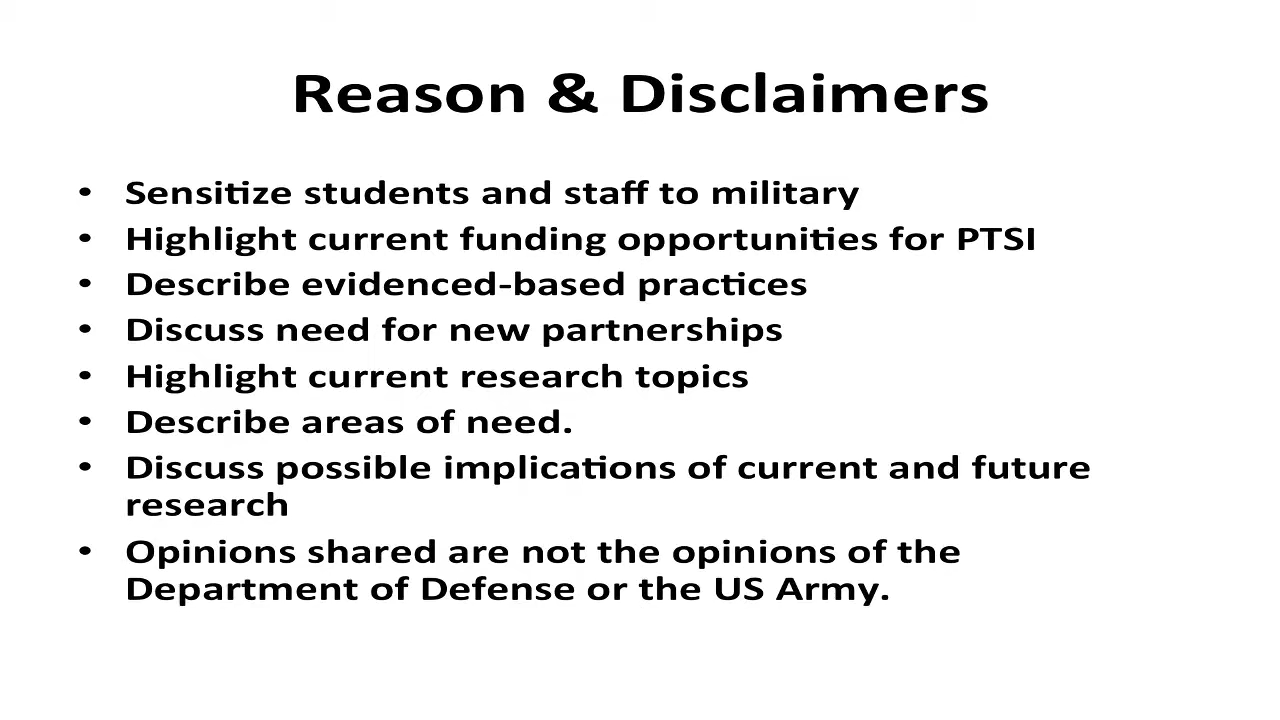 Reason & Disclaimers
• Sensitize students and staff to military
• Highlight current funding opportunities for PTSI
• Describe evidenced-based practices
• Discuss need for new partnerships
• Highlight current research topics
• Describe areas of need.
• Discuss possible implications of current and future
research
• Opinions shared are not the opinions of the
Department of Defense or the US Army.